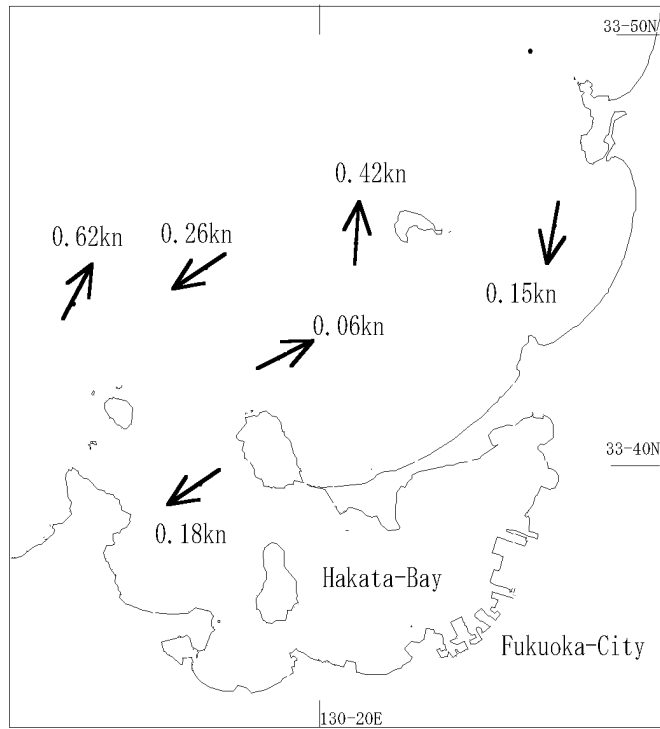 33-50N
0.42kn
0.62kn
0.26kn
0.15kn
0.06kn
33-40N
0.18kn
Hakata-Bay
Fukuoka-City
130-20E